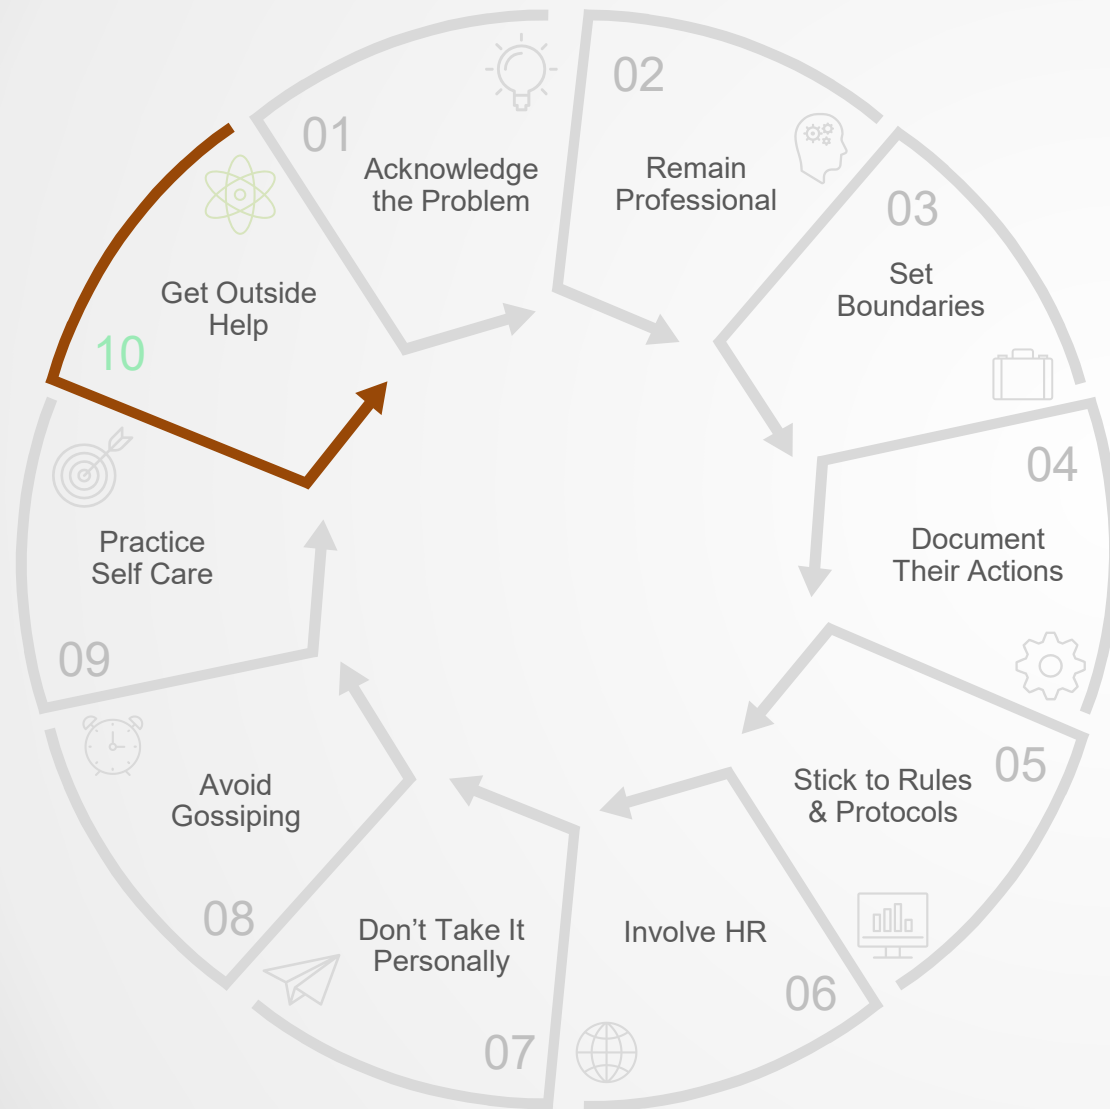 01
Acknowledge
the Problem
02
Remain
Professional
03
Set
Boundaries
04
Document
Their Actions
05
Stick to Rules
& Protocols
06
Involve HR
07
Don’t Take It
Personally
08
Avoid
Gossiping
09
Practice
Self Care
10
Get Outside
Help